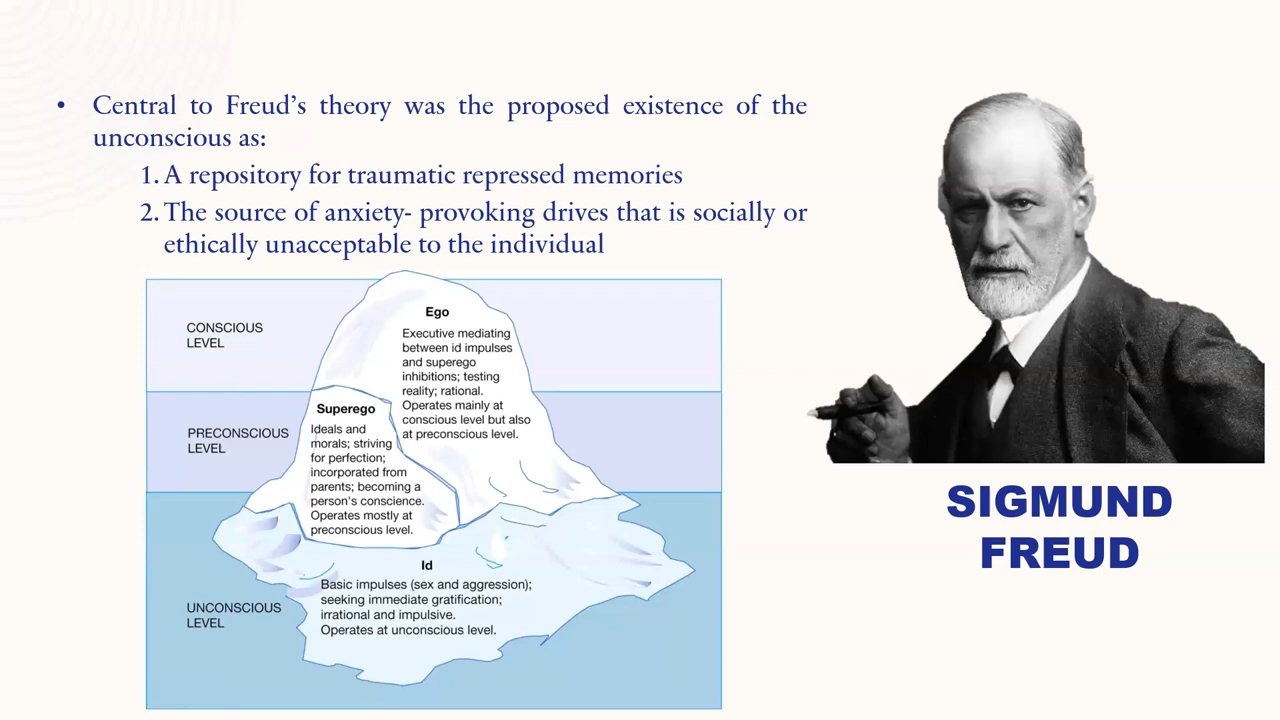 • Central to Freud’s theory was the proposed existence of the
unconscious as:
1. A repository for traumatic repressed memories
2. The source of anxiety- provoking drives that is socially or
ethically unacceptable to the individual
CONSCIOUS
LEVEL
Ego
Executive mediating
between id impulses
and superego
inhibitions; testing
reality; rational.
Operates mainly at
conscious level but also
at preconscious level.
PRECONSCIOUS
LEVEL
Superego
Ideals and
morals; striving
for perfection;
incorporated from
parents; becoming a
person's conscience.
Operates mostly at
preconscious level.
UNCONSCIOUS
LEVEL
Id
Basic impulses (sex and aggression);
seeking immediate gratification;
irrational and impulsive.
Operates at unconscious level.
SIGMUND
FREUD